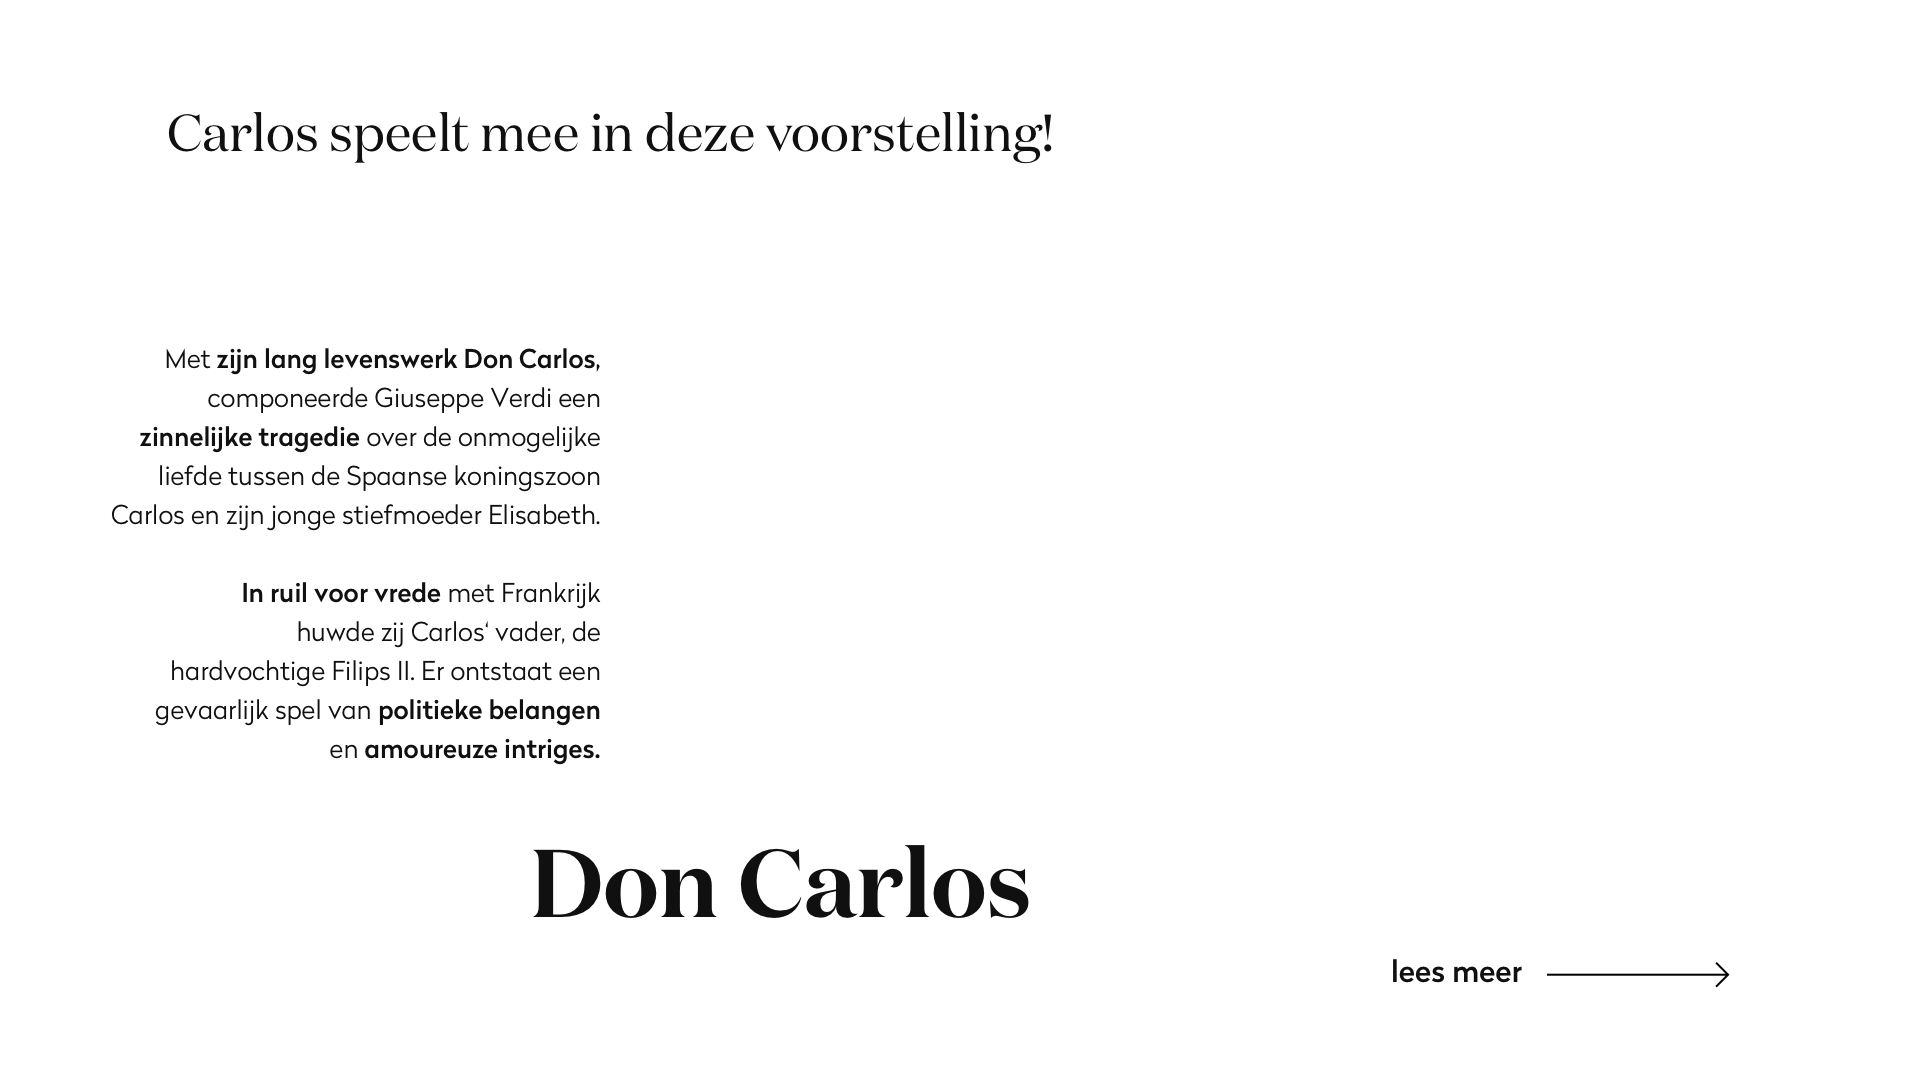 Carlos speelt mee in deze voorstelling!
Met zijn lang levenswerk Don Carlos,
componeerde Giuseppe Verdi een
zinnelijke tragedie over de onmogelijke
liefde tussen de Spaanse koningszoon
Carlos en zijn jonge stiefmoeder Elisabeth.
In ruil voor vrede met Frankrijk
huwde zij Carlos‘ vader, de
hardvochtige Filips II. Er ontstaat een
gevaarlijk spel van politieke belangen
en amoureuze intriges.
Don Carlos
lees meer